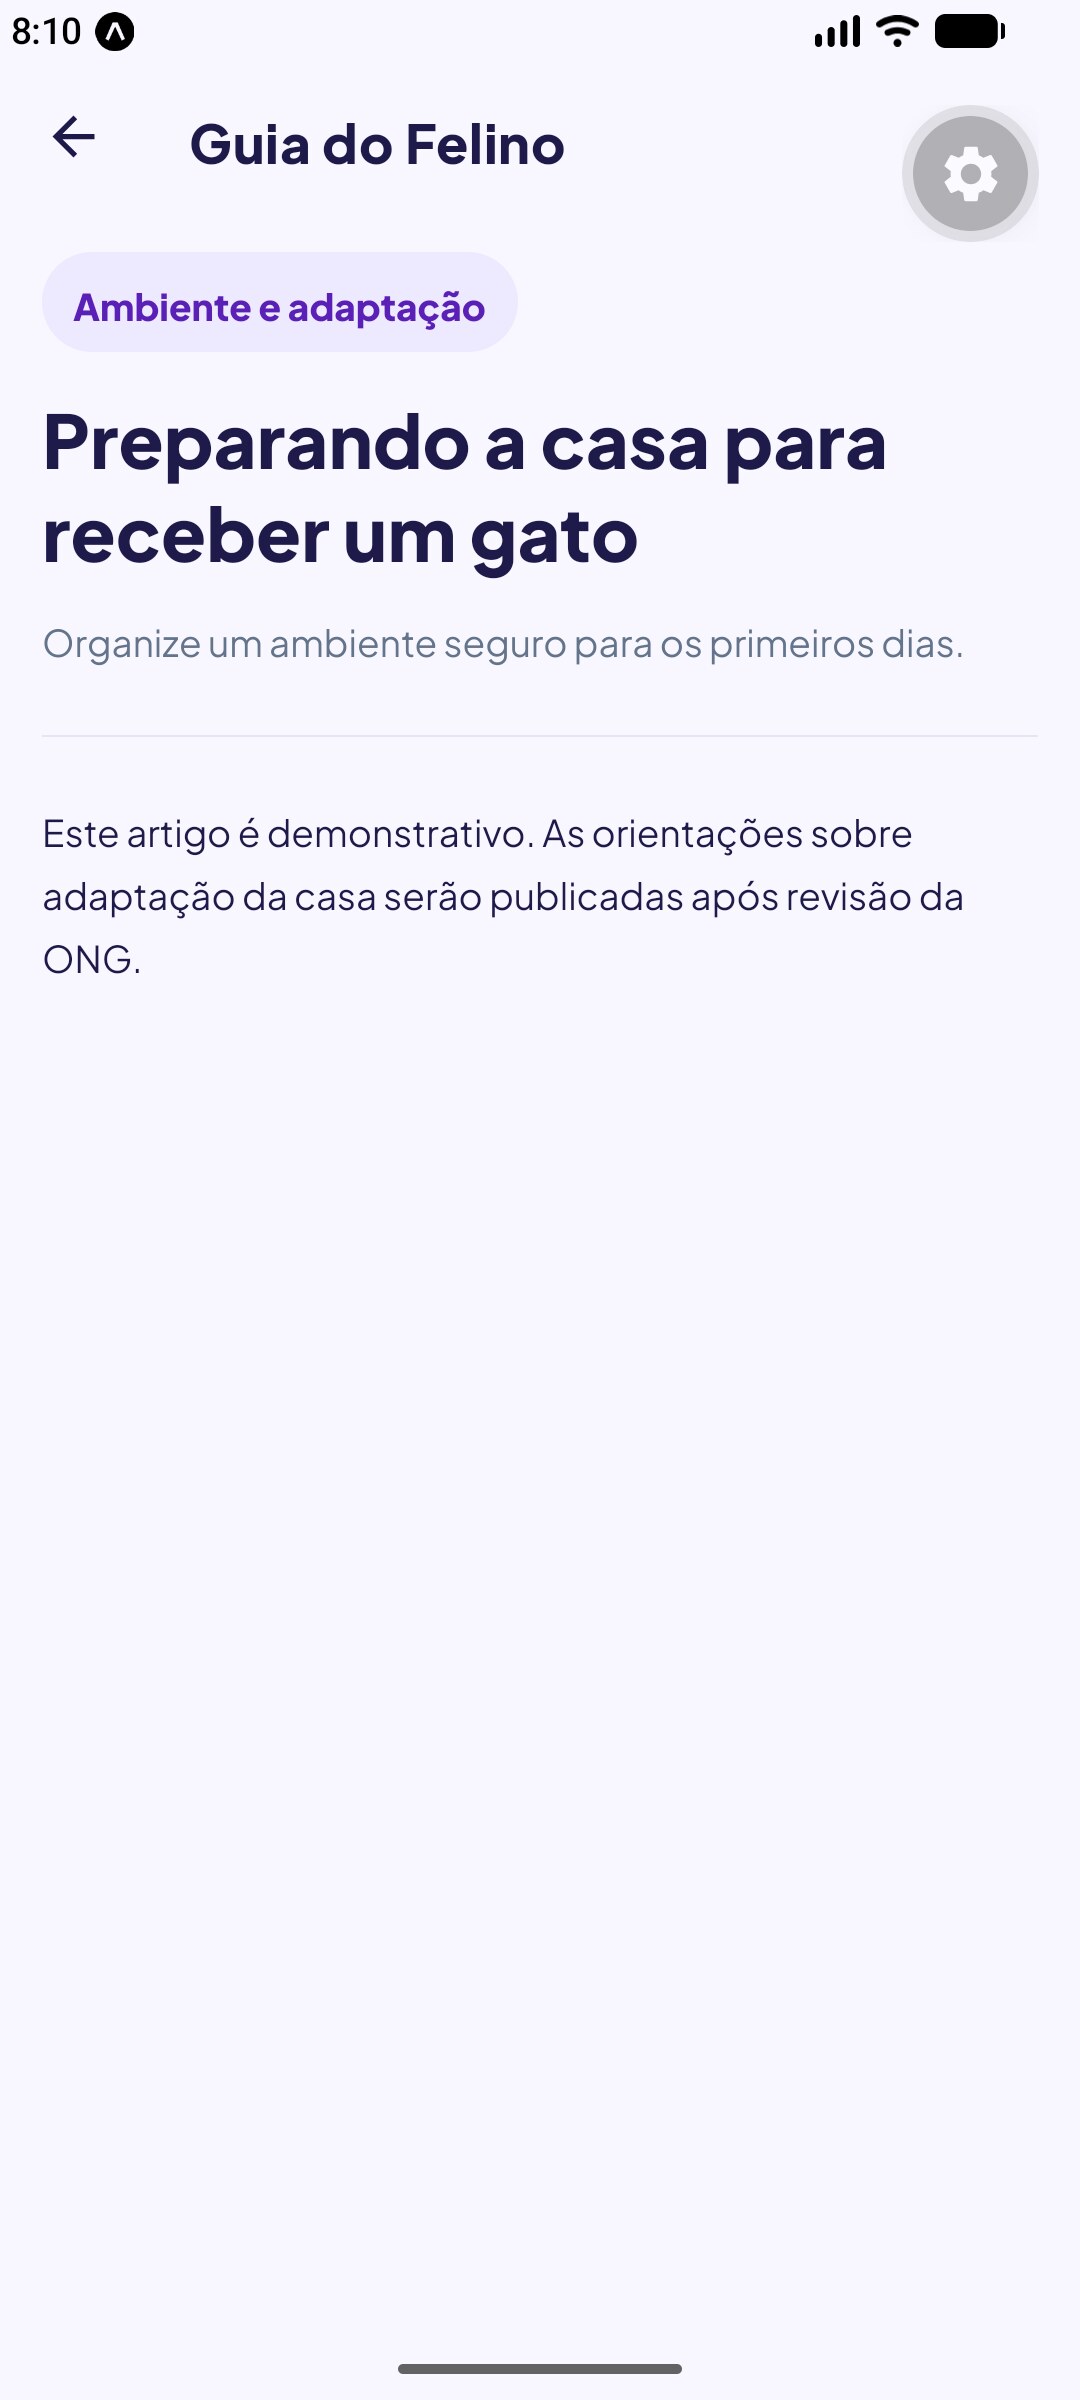 8:10
Guia do Felino
Ambiente e adaptação
Preparando a casa para
receber um gato
Organize um ambiente seguro para os primeiros dias.
Este artigo é demonstrativo. As orientações sobre
adaptação da casa serão publicadas após revisão da
ONG.